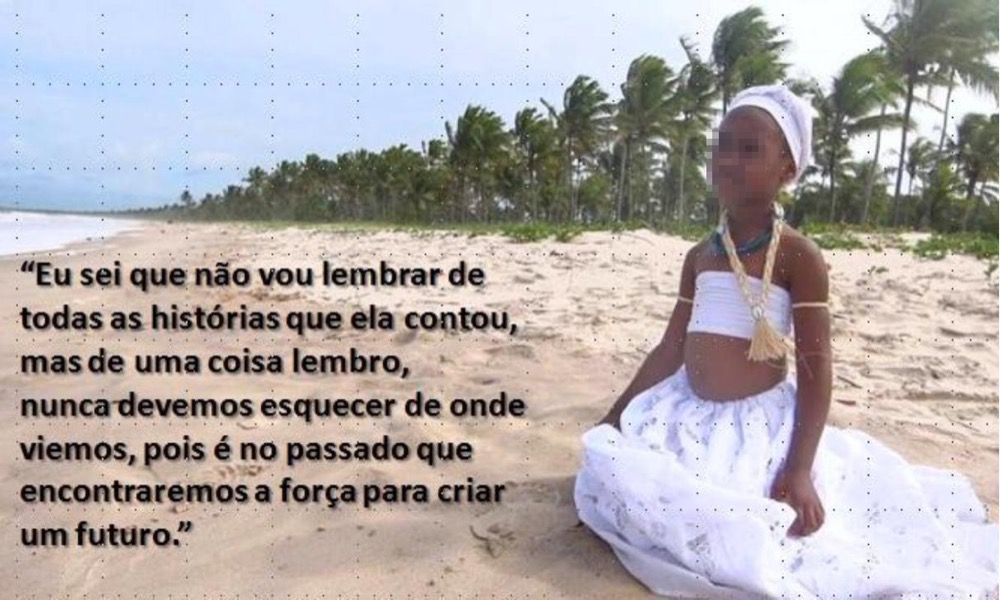 “Eu sei que não vou lembrar de
todas as histórias que ela contou,
mas de uma coisa lembro,
nunca devemos esquecer de onde
viemos, pois é no passado que
encontraremos a força para criar
um futuro.”